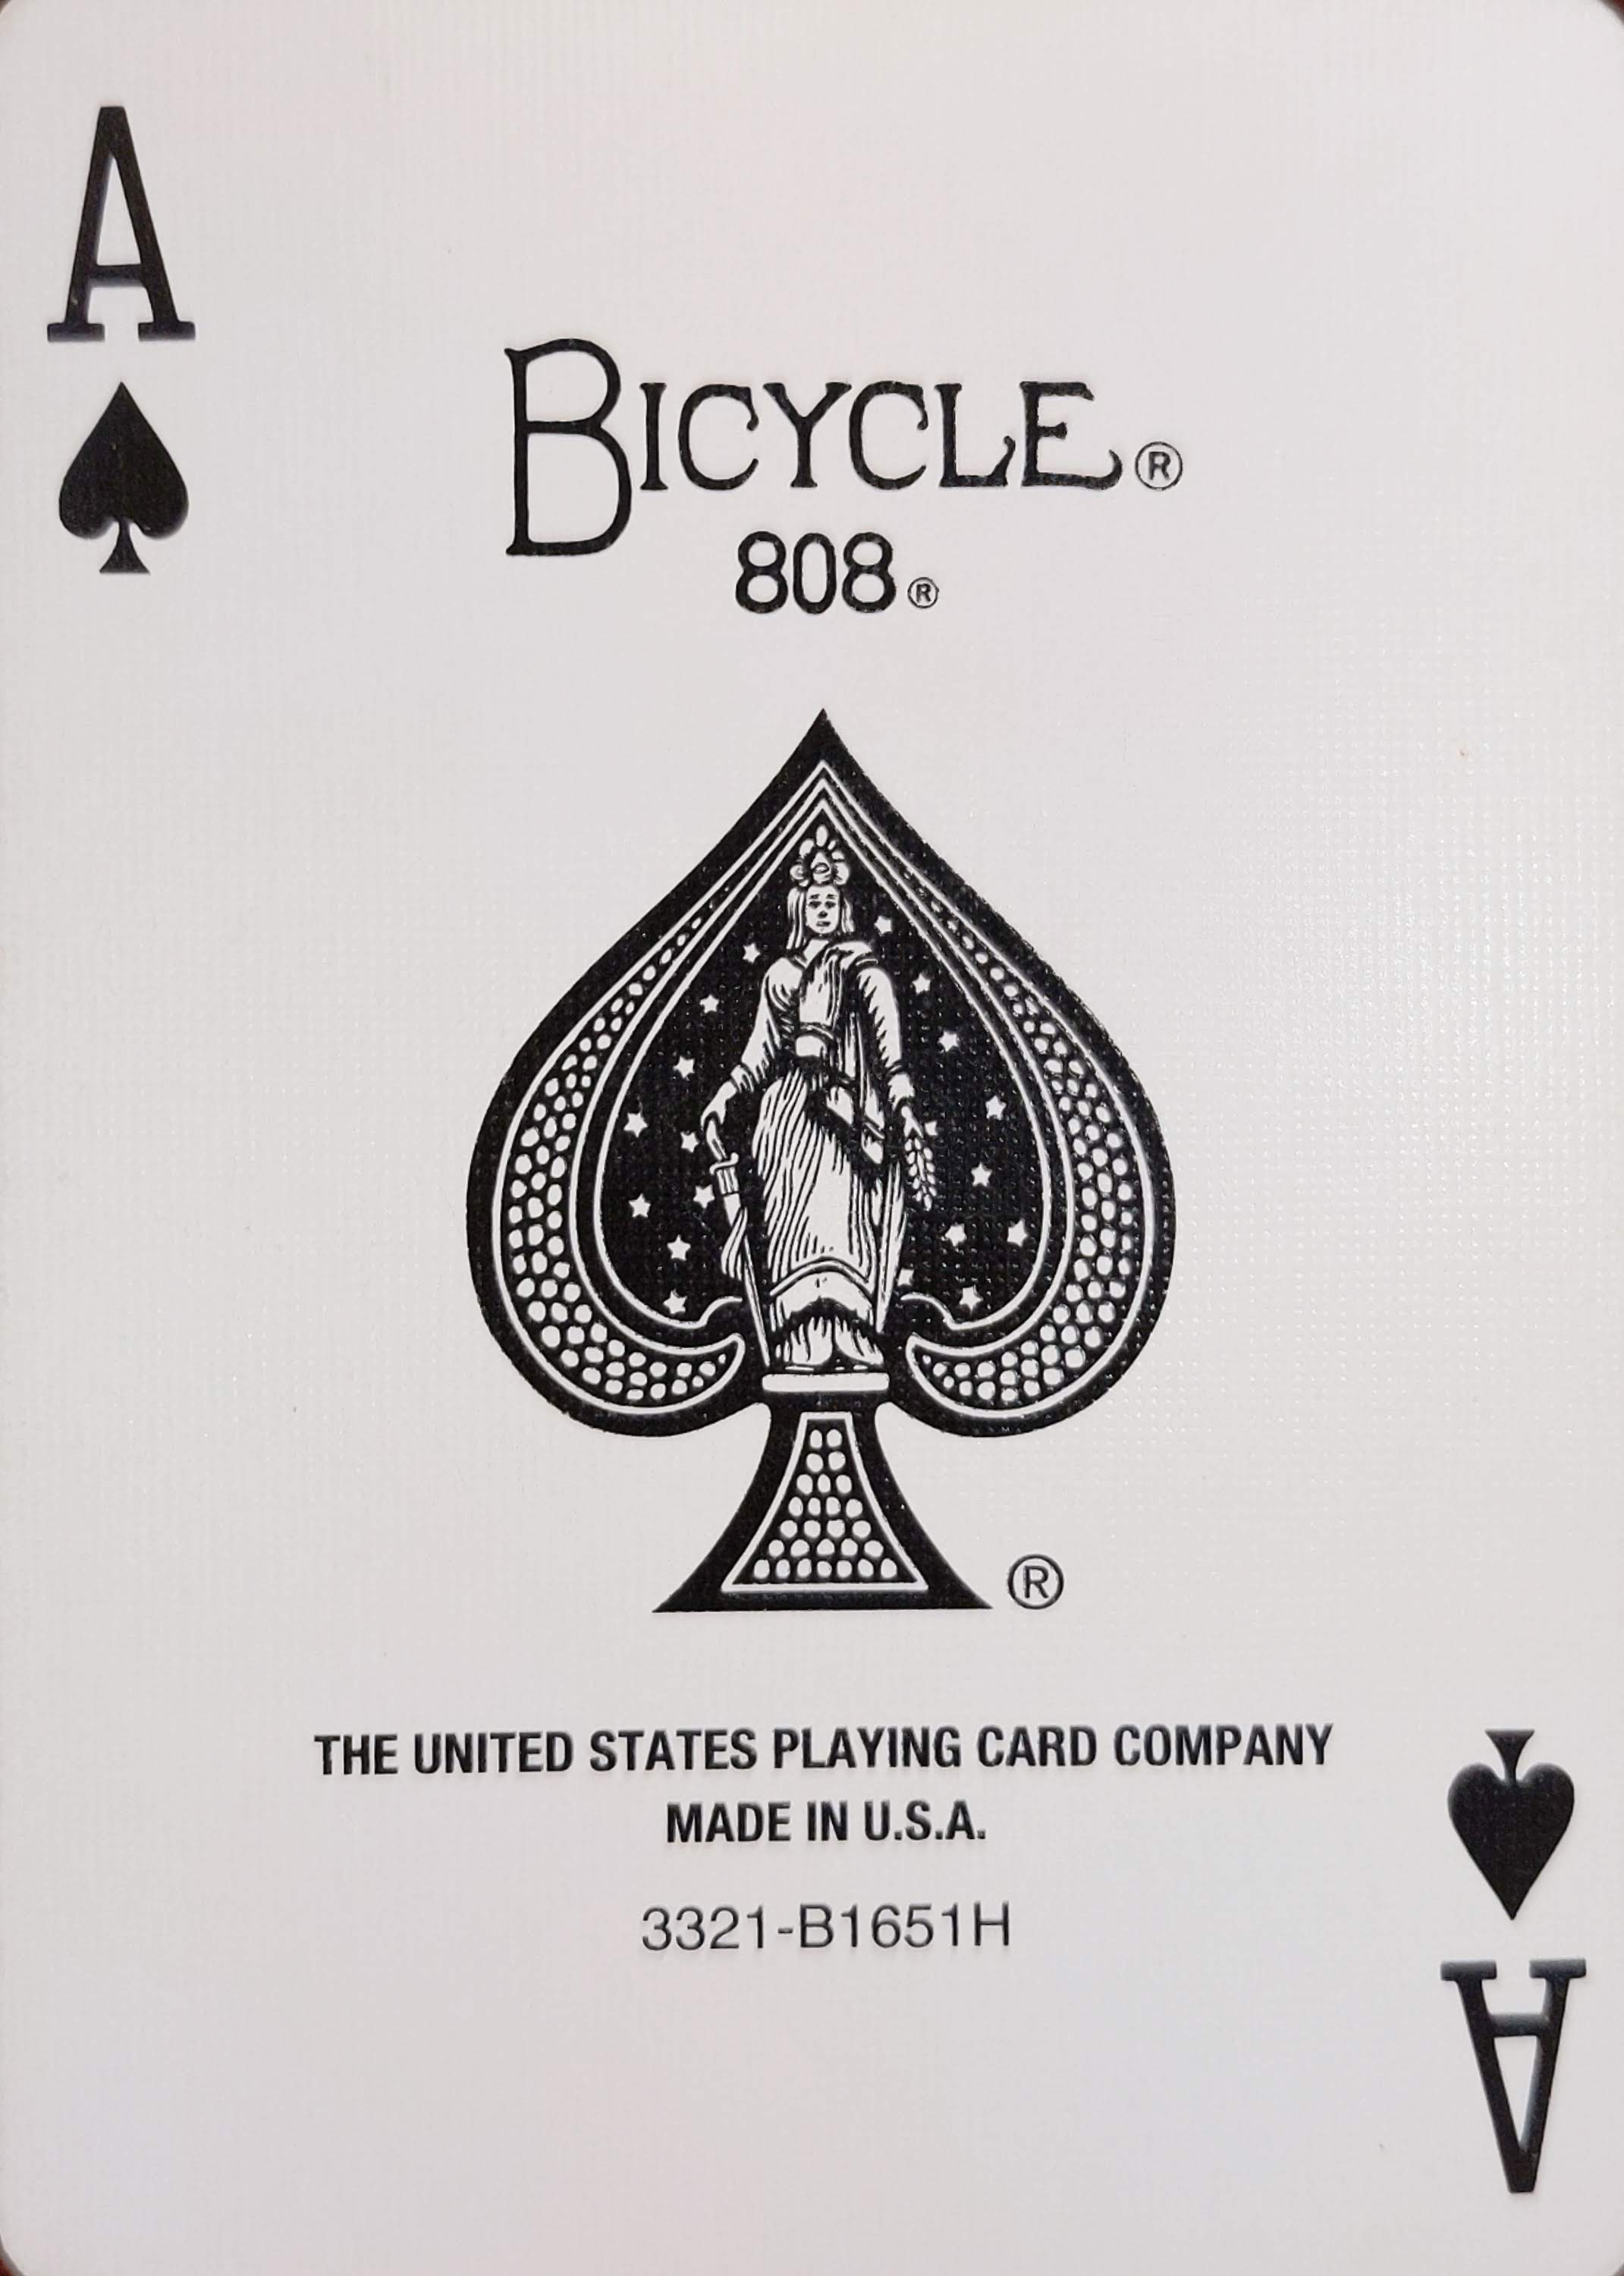 A
BICYCLE®
808®
®
THE UNITED STATES PLAYING CARD COMPANY
MADE IN U.S.A.
3321-B1651H
A